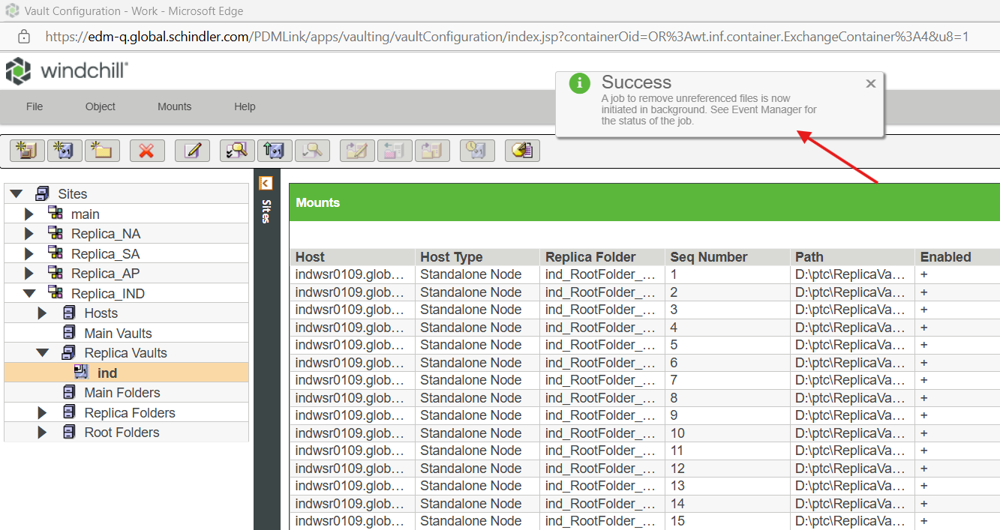 Vault Configuration - Work - Microsoft Edge
https://edm-q.global.schindler.com/PDMLink/apps/vaulting/vaultConfiguration/index.jsp?containerOid=OR%3Awt.inf.container.ExchangeContainer%3A4&u8=1
windchill®
Success
A job to remove unreferenced files is now
initiated in background. See Event Manager for
the status of the job.
File Object Mounts Help
Sites
main
Replica_NA
Replica_SA
Replica_AP
Replica_IND
Hosts
Main Vaults
Replica Vaults
ind
Main Folders
Replica Folders
Root Folders
Sites
Mounts
Host Host Type Replica Folder Seq Number Path Enabled
indwsr0109.glob... Standalone Node ind_RootFolder_... 1 D:\ptc\ReplicaVa... +
indwsr0109.glob... Standalone Node ind_RootFolder_... 2 D:\ptc\ReplicaVa... +
indwsr0109.glob... Standalone Node ind_RootFolder_... 3 D:\ptc\ReplicaVa... +
indwsr0109.glob... Standalone Node ind_RootFolder_... 4 D:\ptc\ReplicaVa... +
indwsr0109.glob... Standalone Node ind_RootFolder_... 5 D:\ptc\ReplicaVa... +
indwsr0109.glob... Standalone Node ind_RootFolder_... 6 D:\ptc\ReplicaVa... +
indwsr0109.glob... Standalone Node ind_RootFolder_... 7 D:\ptc\ReplicaVa... +
indwsr0109.glob... Standalone Node ind_RootFolder_... 8 D:\ptc\ReplicaVa... +
indwsr0109.glob... Standalone Node ind_RootFolder_... 9 D:\ptc\ReplicaVa... +
indwsr0109.glob... Standalone Node ind_RootFolder_... 10 D:\ptc\ReplicaVa... +
indwsr0109.glob... Standalone Node ind_RootFolder_... 11 D:\ptc\ReplicaVa... +
indwsr0109.glob... Standalone Node ind_RootFolder_... 12 D:\ptc\ReplicaVa... +
indwsr0109.glob... Standalone Node ind_RootFolder_... 13 D:\ptc\ReplicaVa... +
indwsr0109.glob... Standalone Node ind_RootFolder_... 14 D:\ptc\ReplicaVa... +
indwsr0109.glob... Standalone Node ind_RootFolder_... 15 D:\ptc\ReplicaVa... +